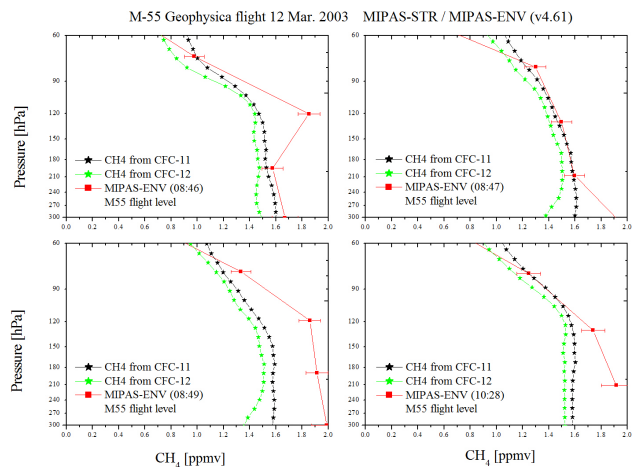 M-55 Geophysica flight 12 Mar. 2003 MIPAS-STR / MIPAS-ENV (v4.61)
60
90
120
150
180
210
240
270
300
Pressure [hPa]
CH4 from CFC-11
CH4 from CFC-12
MIPAS-ENV (08:46)
M55 flight level
0.0 0.2 0.4 0.6 0.8 1.0 1.2 1.4 1.6 1.8 2.0
60
90
120
150
180
210
240
270
300
Pressure [hPa]
CH4 from CFC-11
CH4 from CFC-12
MIPAS-ENV (08:47)
M55 flight level
0.0 0.2 0.4 0.6 0.8 1.0 1.2 1.4 1.6 1.8 2.0
60
90
120
150
180
210
240
270
300
Pressure [hPa]
CH4 from CFC-11
CH4 from CFC-12
MIPAS-ENV (08:49)
M55 flight level
0.0 0.2 0.4 0.6 0.8 1.0 1.2 1.4 1.6 1.8 2.0
CH4 [ppmv]
60
90
120
150
180
210
240
270
300
Pressure [hPa]
CH4 from CFC-11
CH4 from CFC-12
MIPAS-ENV (10:28)
M55 flight level
0.0 0.2 0.4 0.6 0.8 1.0 1.2 1.4 1.6 1.8 2.0
CH4 [ppmv]